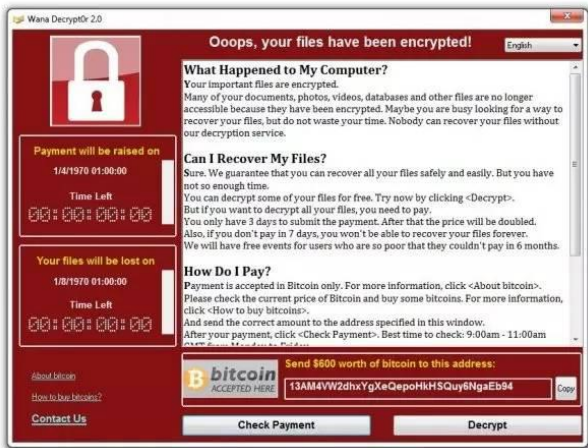 Wana Decrypt0r 2.0
Ooops, your files have been encrypted!
English
What Happened to My Computer?
Your important files are encrypted.
Many of your documents, photos, videos, databases and other files are no longer
accessible because they have been encrypted. Maybe you are busy looking for a way to
recover your files, but do not waste your time. Nobody can recover your files without
our decryption service.
Can I Recover My Files?
Sure. We guarantee that you can recover all your files safely and easily. But you have
not so enough time.
You can decrypt some of your files for free. Try now by clicking <Decrypt>.
But if you want to decrypt all your files, you need to pay.
You only have 3 days to submit the payment. After that the price will be doubled.
Also, if you don't pay in 7 days, you won't be able to recover your files forever.
We will have free events for users who are so poor that they couldn't pay in 6 months.
How Do I Pay?
Payment is accepted in Bitcoin only. For more information, click <About bitcoin>.
Please check the current price of Bitcoin and buy some bitcoins. For more information,
click <How to buy bitcoins>.
And send the correct amount to the address specified in this window.
After your payment, click <Check Payment>. Best time to check: 9:00am - 11:00am
GMT from Monday to Friday.
Payment will be raised on
1/4/1970 01:00:00
Time Left
00:00:00:00
Your files will be lost on
1/8/1970 01:00:00
Time Left
00:00:00:00
About bitcoin
How to buy bitcoins?
Contact Us
bitcoin
ACCEPTED HERE
Send $600 worth of bitcoin to this address:
13AM4VW2dhxYgXeQepoHkHSQuy6NgaEb94
Copy
Check Payment
Decrypt